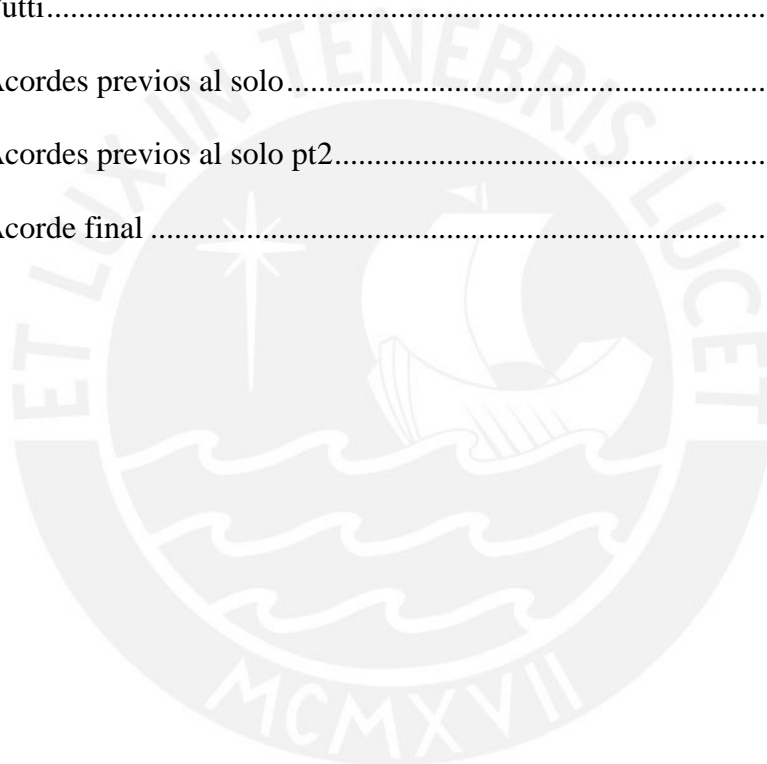 utti..........................................................................................
Acordes previos al solo............................................................
Acordes previos al solo pt2......................................................
Acorde final .............................................................................
ET LUX IN TENEBRIS LUCET
MCMXVII